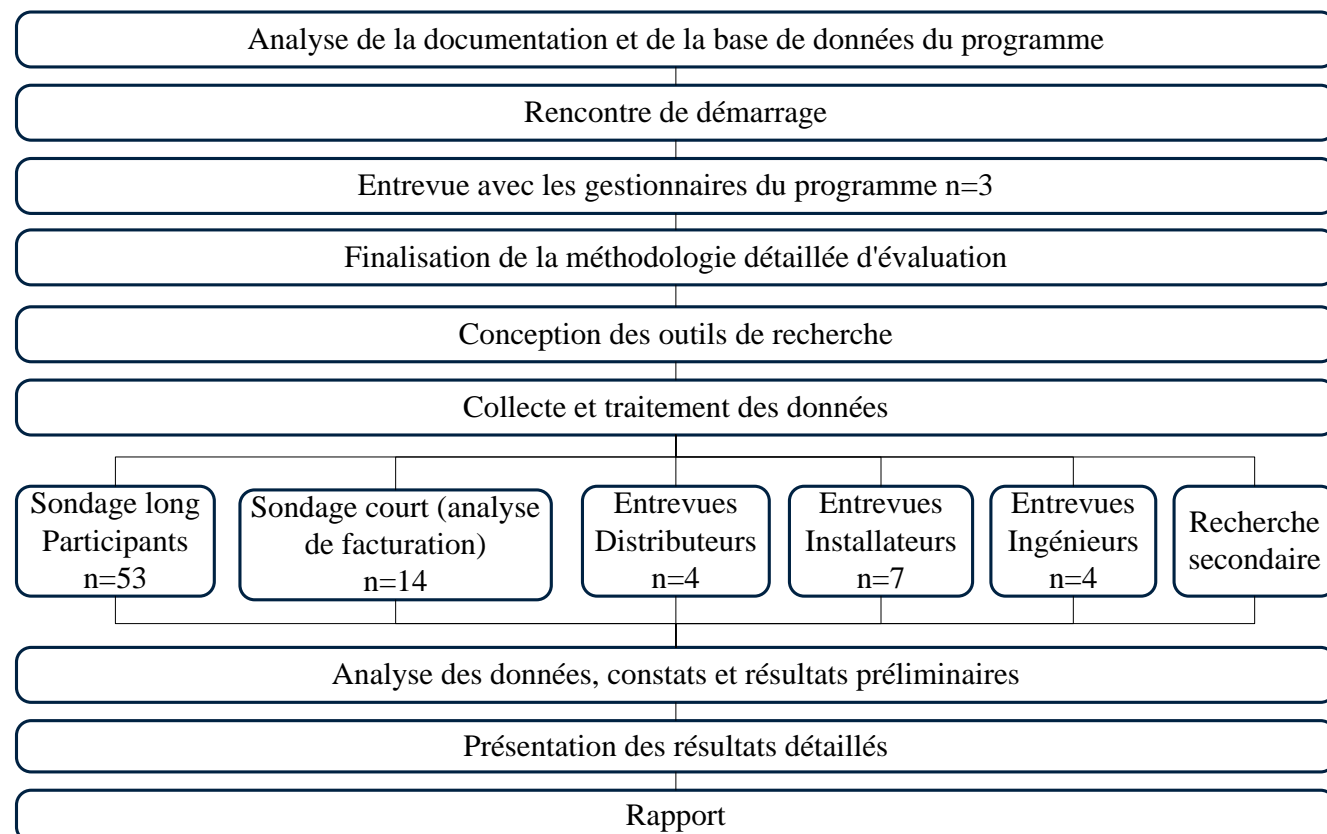 Analyse de la documentation et de la base de données du programme
Rencontre de démarrage
Entrevue avec les gestionnaires du programme n=3
Finalisation de la méthodologie détaillée d'évaluation
Conception des outils de recherche
Collecte et traitement des données
Sondage long
Participants
n=53
Sondage court (analyse
de facturation)
n=14
Entrevues
Distributeurs
n=4
Entrevues
Installateurs
n=7
Entrevues
Ingénieurs
n=4
Recherche
secondaire
Analyse des données, constats et résultats préliminaires
Présentation des résultats détaillés
Rapport